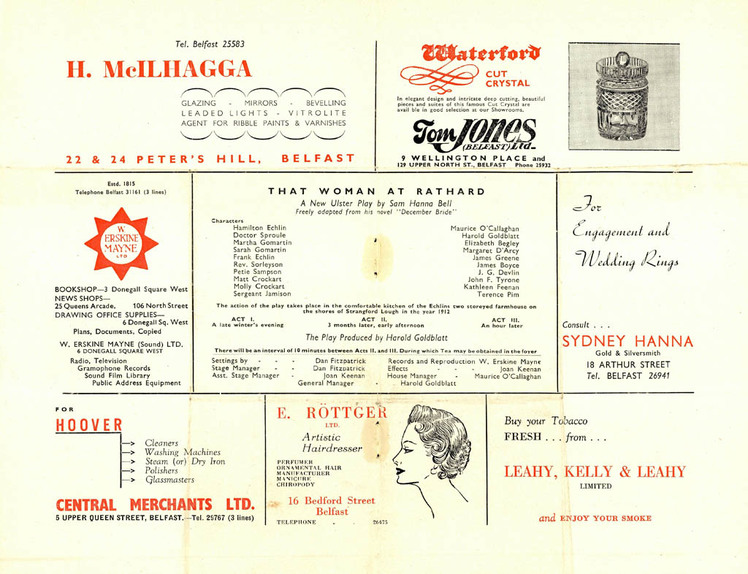 Tel. Belfast 25583
H. McILHAGGA
GLAZING - MIRRORS - BEVELLING
LEADED LIGHTS - VITROLITE
AGENT FOR RIBBLE PAINTS & VARNISHES
22 & 24 PETER'S HILL, BELFAST
Waterford
CUT
CRYSTAL
In elegant design and intricate deep cutting, beautiful
pieces and suites of this famous Cut Crystal are
available in good selection at our Showrooms.
Tom JONES
(BELFAST) Ltd.
9 WELLINGTON PLACE and
129 UPPER NORTH ST., BELFAST Phone 25932
Estd. 1815
Telephone Belfast 31161 (3 lines)
W.
ERSKINE
MAYNE
LTD
BOOKSHOP—3 Donegall Square West
NEWS SHOPS—
25 Queens Arcade, 106 North Street
DRAWING OFFICE SUPPLIES—
6 Donegall Sq. West
Plans, Documents, Copied
W. ERSKINE MAYNE (Sound) LTD.
6 DONEGALL SQUARE WEST
Radio, Television
Gramophone Records
Sound Film Library
Public Address Equipment
THAT WOMAN AT RATHARD
A New Ulster Play by Sam Hanna Bell
Freely adapted from his novel "December Bride"
Characters
Hamilton Echlin Maurice O'Callaghan
Doctor Sproule Harold Goldblatt
Martha Gomartin Elizabeth Begley
Sarah Gomartin Margaret D'Arcy
Frank Echlin James Greene
Rev. Sorleyson James Boyce
Petie Sampson J. G. Devlin
Matt Crockart John F. Tyrone
Molly Crockart Kathleen Feenan
Sergeant Jamison Terence Pim
The action of the play takes place in the comfortable kitchen of the Echlins two storeyed farmhouse on
the shores of Strangford Lough in the year 1912
ACT I. ACT II. ACT III.
A late winter's evening 3 months later, early afternoon An hour later
The Play Produced by Harold Goldblatt
There will be an interval of 10 minutes between Acts II, and III. During which Tea may be obtained in the foyer
Settings by - - - Dan Fitzpatrick Records and Reproduction W. Erskine Mayne
Stage Manager - - Dan Fitzpatrick Effects - - - Joan Keenan
Asst. Stage Manager - Joan Keenan House Manager - Maurice O'Callaghan
General Manager - Harold Goldblatt
For
Engagement and
Wedding Rings
Consult . . .
SYDNEY HANNA
Gold & Silversmith
18 ARTHUR STREET
Tel. BELFAST 26941
FOR
HOOVER
Cleaners
Washing Machines
Steam (or) Dry Iron
Polishers
Glassmasters
CENTRAL MERCHANTS LTD.
5 UPPER QUEEN STREET, BELFAST.—Tel. 25767 (3 lines)
E. RÖTTGER
LTD.
Artistic
Hairdresser
PERFUMER
ORNAMENTAL HAIR
MANUFACTURER
MANICURE
CHIROPODY
16 Bedford Street
Belfast
TELEPHONE - - 26475
Buy your Tobacco
FRESH . . . from . . .
LEAHY, KELLY & LEAHY
LIMITED
and ENJOY YOUR SMOKE